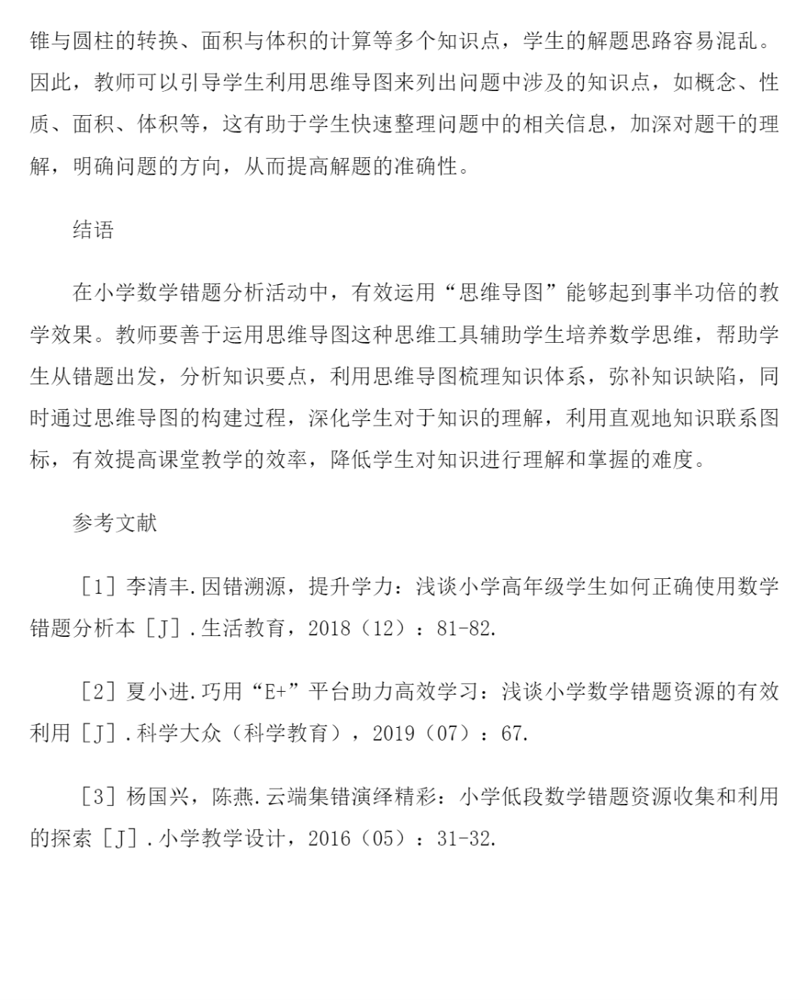 锥与圆柱的转换、面积与体积的计算等多个知识点，学生的解题思路容易混乱。
因此，教师可以引导学生利用思维导图来列出问题中涉及的知识点，如概念、性
质、面积、体积等，这有助于学生快速整理问题中的相关信息，加深对题干的理
解，明确问题的方向，从而提高解题的准确性。
结语
在小学数学错题分析活动中，有效运用“思维导图”能够起到事半功倍的教
学效果。教师要善于运用思维导图这种思维工具辅助学生培养数学思维，帮助学
生从错题出发，分析知识要点，利用思维导图梳理知识体系，弥补知识缺陷，同
时通过思维导图的构建过程，深化学生对于知识的理解，利用直观地知识联系图
标，有效提高课堂教学的效率，降低学生对知识进行理解和掌握的难度。
参考文献
［1］李清丰.因错溯源，提升学力：浅谈小学高年级学生如何正确使用数学
错题分析本［J］.生活教育，2018（12）：81-82.
［2］夏小进.巧用“E+”平台助力高效学习：浅谈小学数学错题资源的有效
利用［J］.科学大众（科学教育），2019（07）：67.
［3］杨国兴，陈燕.云端集错演绎精彩：小学低段数学错题资源收集和利用
的探索［J］.小学教学设计，2016（05）：31-32.